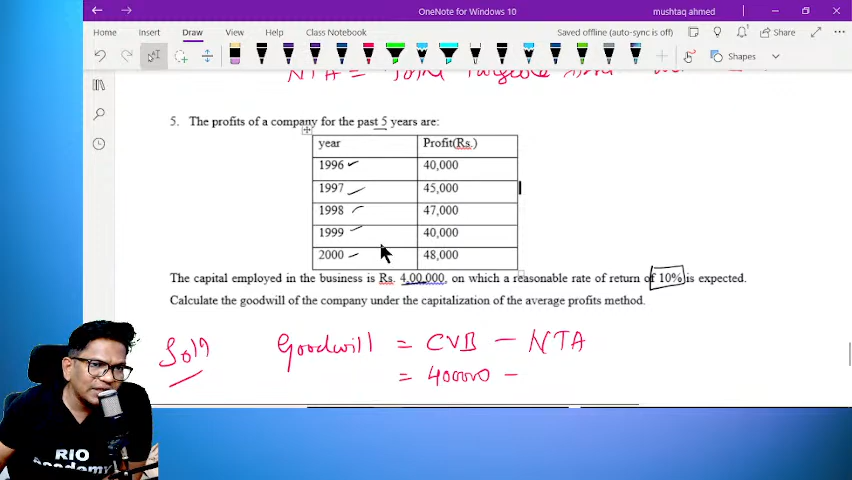 OneNote for Windows 10
mushtaq ahmed
Home Insert Draw View Help Class Notebook
Saved offline (auto-sync is off)
Share
Shapes
NTA = Total Tangible
5. The profits of a company for the past 5 years are:
year Profit(Rs.)
1996 40,000
1997 45,000
1998 47,000
1999 40,000
2000 48,000
The capital employed in the business is Rs. 4,00,000, on which a reasonable rate of return of 10% is expected.
Calculate the goodwill of the company under the capitalization of the average profits method.
Soln Goodwill = CVB - NTA
= 400000 -
RIO
Academy